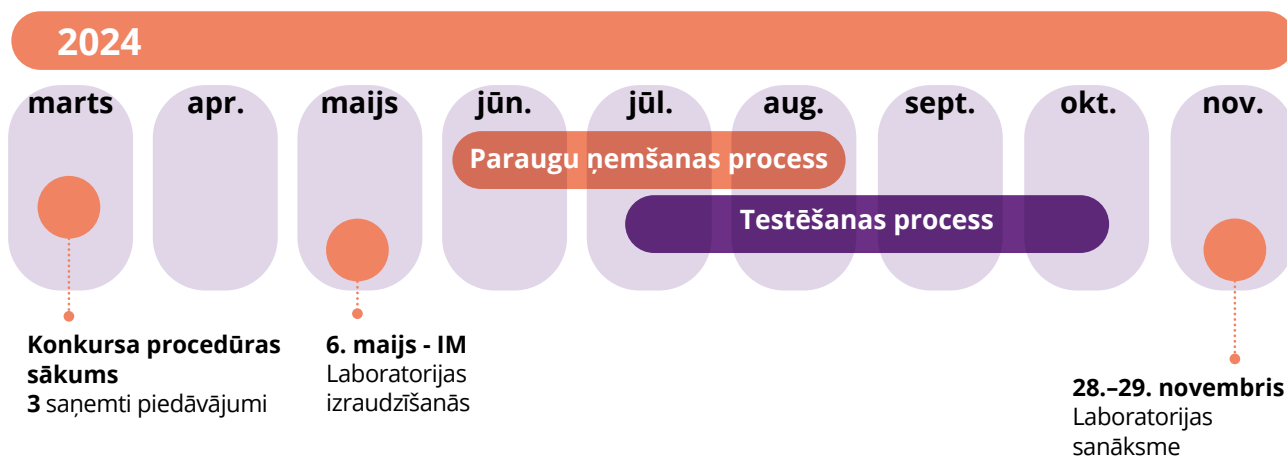 2024
marts apr. maijs jūn. jūl. aug. sept. okt. nov.
Paraugu ņemšanas process
Testēšanas process
Konkursa procedūras
sākums
3 saņemti piedāvājumi
6. maijs - IM
Laboratorijas
izraudzīšanās
28.–29. novembris
Laboratorijas
sanāksme